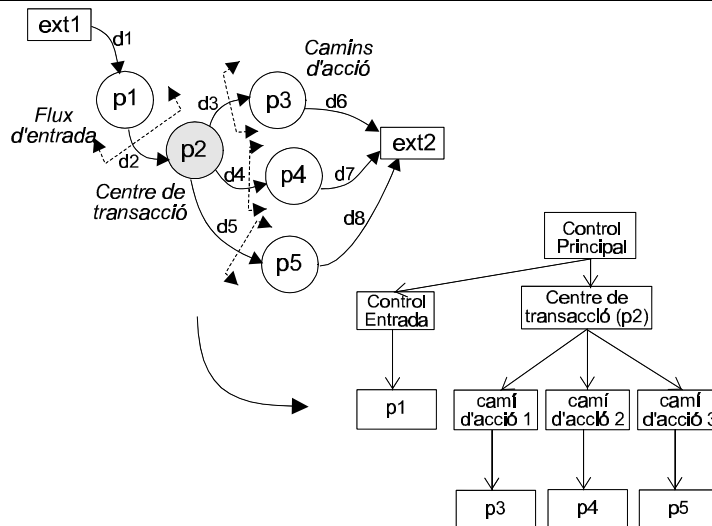 ext1
d1
Camins
d'acció
p1
d3
p3
d6
Flux
d'entrada
ext2
d2
p2
d4
p4
d7
Centre de
transacció
d5
d8
p5
Control
Principal
Control
Entrada
Centre de
transacció (p2)
p1
camí
d'acció 1
camí
d'acció 2
camí
d'acció 3
p3
p4
p5